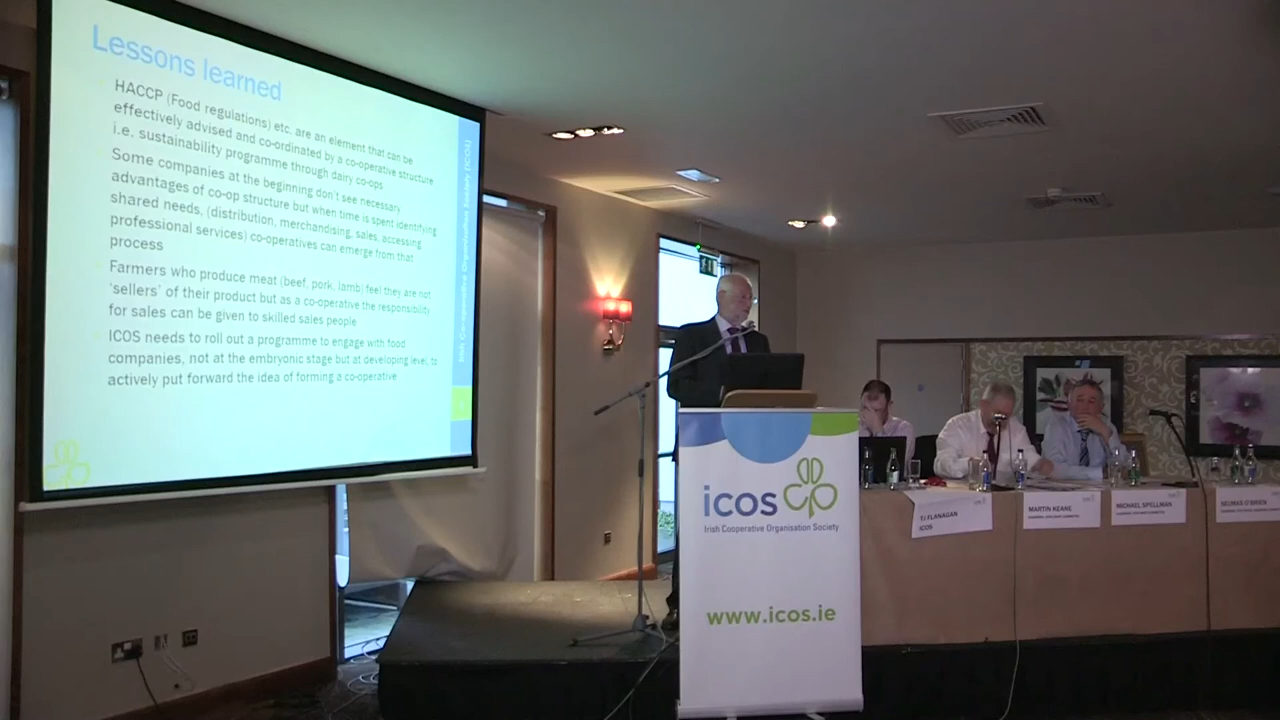 Lessons learned
HACCP (Food regulations) etc. are an element that can be
effectively advised and co-ordinated by a co-operative structure
i.e. sustainability programme through dairy co-ops
Some companies at the beginning don't see necessary
advantages of co-op structure but when time is spent identifying
shared needs, (distribution, merchandising, sales, accessing
professional services) co-operatives can emerge from that
process
Farmers who produce meat (beef, pork, lamb) feel they are not
'sellers' of their product but as a co-operative the responsibility
for sales can be given to skilled sales people
ICOS needs to roll out a programme to engage with food
companies, not at the embryonic stage but at developing level, to
actively put forward the idea of forming a co-operative
Irish Co-operative Organisation Society (ICOS)
icos
Irish Cooperative Organisation Society
www.icos.ie
TJ FLANAGAN
ICOS
MARTIN KEANE
MICHAEL SPELLMAN
SEUMAS O'BRIEN